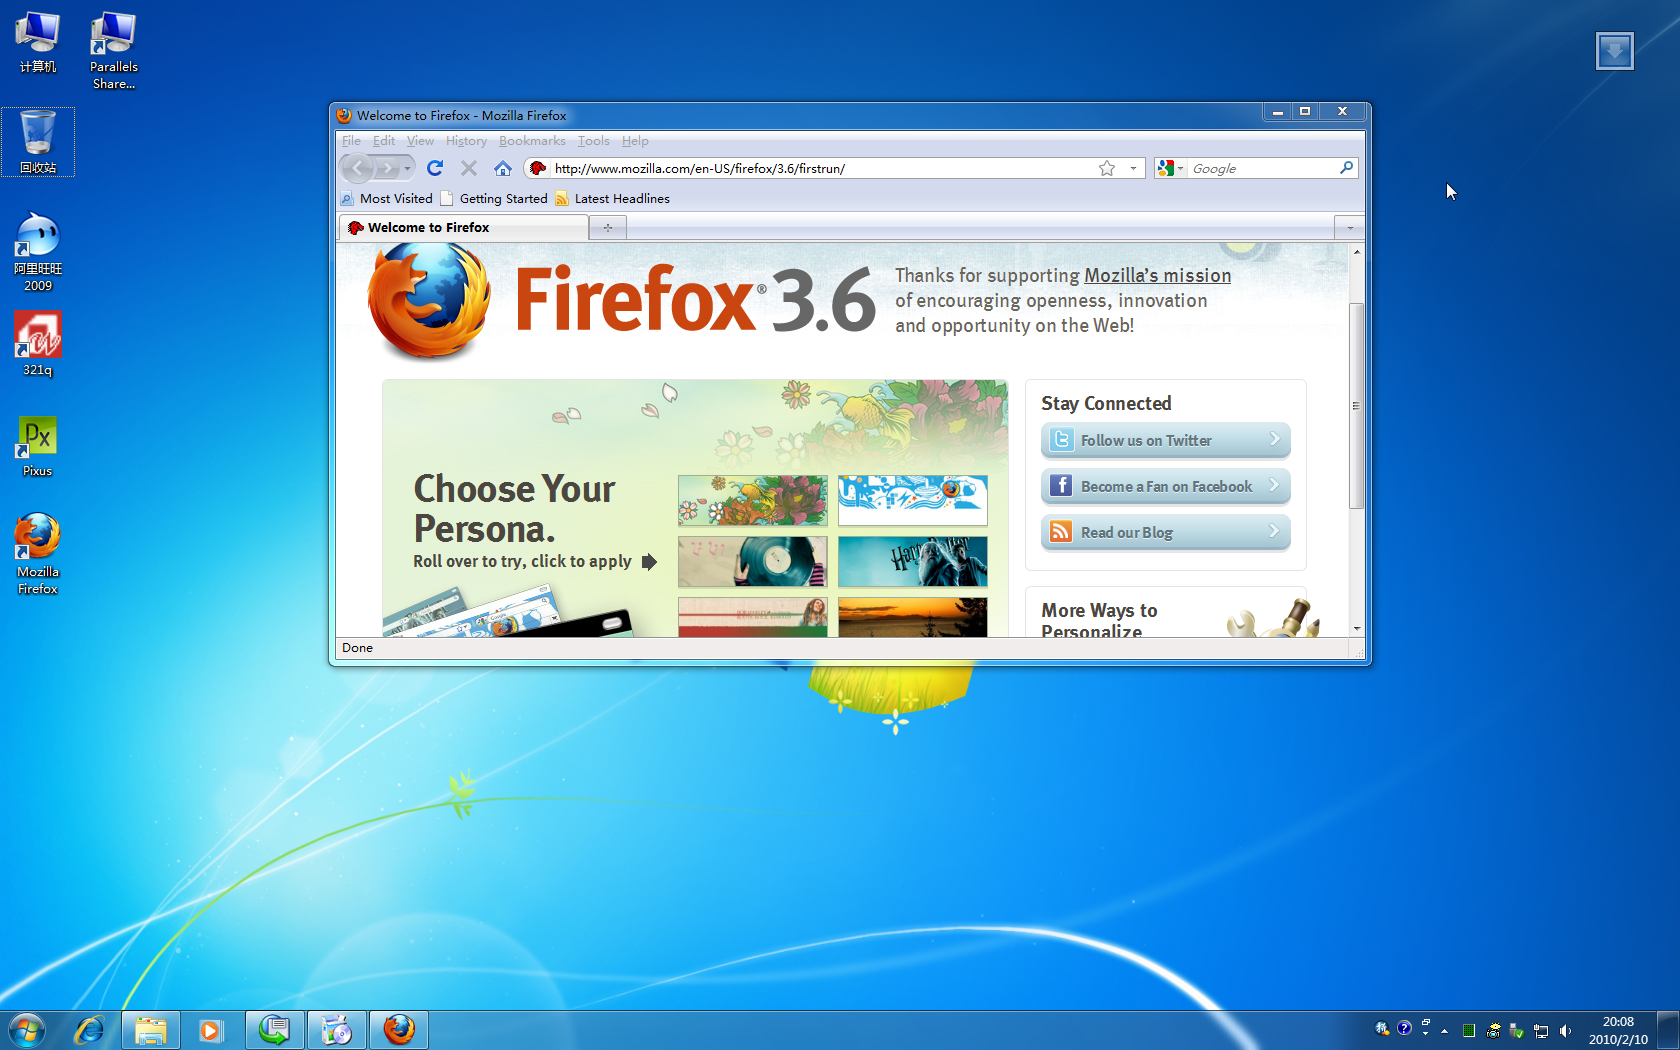 计算机
Parallels
Share...
回收站
阿里旺旺
2009
321q
Px
Pixus
Mozilla
Firefox
Welcome to Firefox - Mozilla Firefox
File Edit View History Bookmarks Tools Help
http://www.mozilla.com/en-US/firefox/3.6/firstrun/
Google
Most Visited Getting Started Latest Headlines
Welcome to Firefox
Firefox® 3.6
Thanks for supporting Mozilla's mission
of encouraging openness, innovation
and opportunity on the Web!
Choose Your
Persona.
Roll over to try, click to apply
Harry Potter
Stay Connected
Follow us on Twitter
Become a Fan on Facebook
Read our Blog
More Ways to
Personalize
Done
20:08
2010/2/10